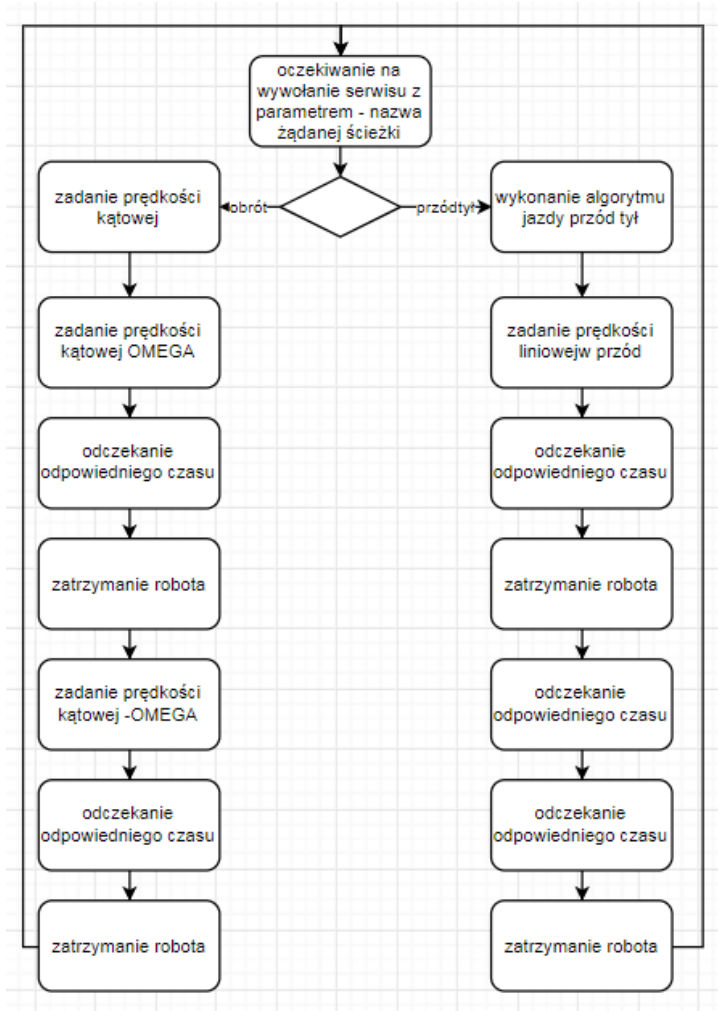 oczekiwanie na
wywołanie serwisu z
parametrem - nazwa
żądanej ścieżki
zadanie prędkości
kątowej
obrót
przódtył
wykonanie algorytmu
jazdy przód tył
zadanie prędkości
kątowej OMEGA
zadanie prędkości
liniowejw przód
odczekanie
odpowiedniego czasu
odczekanie
odpowiedniego czasu
zatrzymanie robota
zatrzymanie robota
zadanie prędkości
kątowej -OMEGA
odczekanie
odpowiedniego czasu
odczekanie
odpowiedniego czasu
odczekanie
odpowiedniego czasu
zatrzymanie robota
zatrzymanie robota